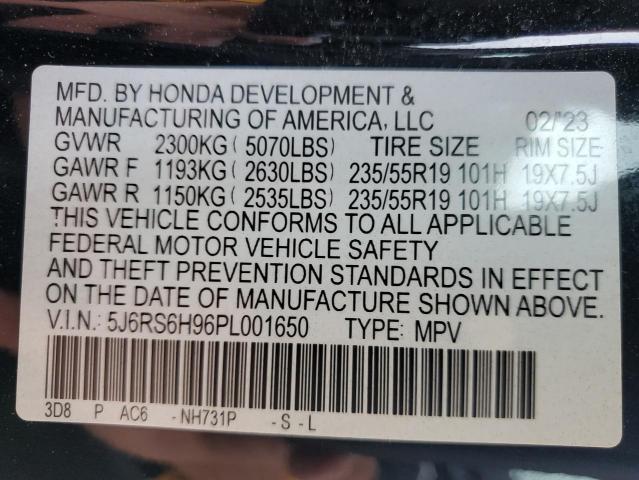 MFD. BY HONDA DEVELOPMENT &
MANUFACTURING OF AMERICA, LLC 02/'23
GVWR 2300KG ( 5070LBS) TIRE SIZE RIM SIZE
GAWR F 1193KG ( 2630LBS) 235/55R19 101H 19X7.5J
GAWR R 1150KG ( 2535LBS) 235/55R19 101H 19X7.5J
THIS VEHICLE CONFORMS TO ALL APPLICABLE
FEDERAL MOTOR VEHICLE SAFETY
AND THEFT PREVENTION STANDARDS IN EFFECT
ON THE DATE OF MANUFACTURE SHOWN ABOVE.
V.I.N.: 5J6RS6H96PL001650 TYPE: MPV
3D8 P AC6 -NH731P -S-L